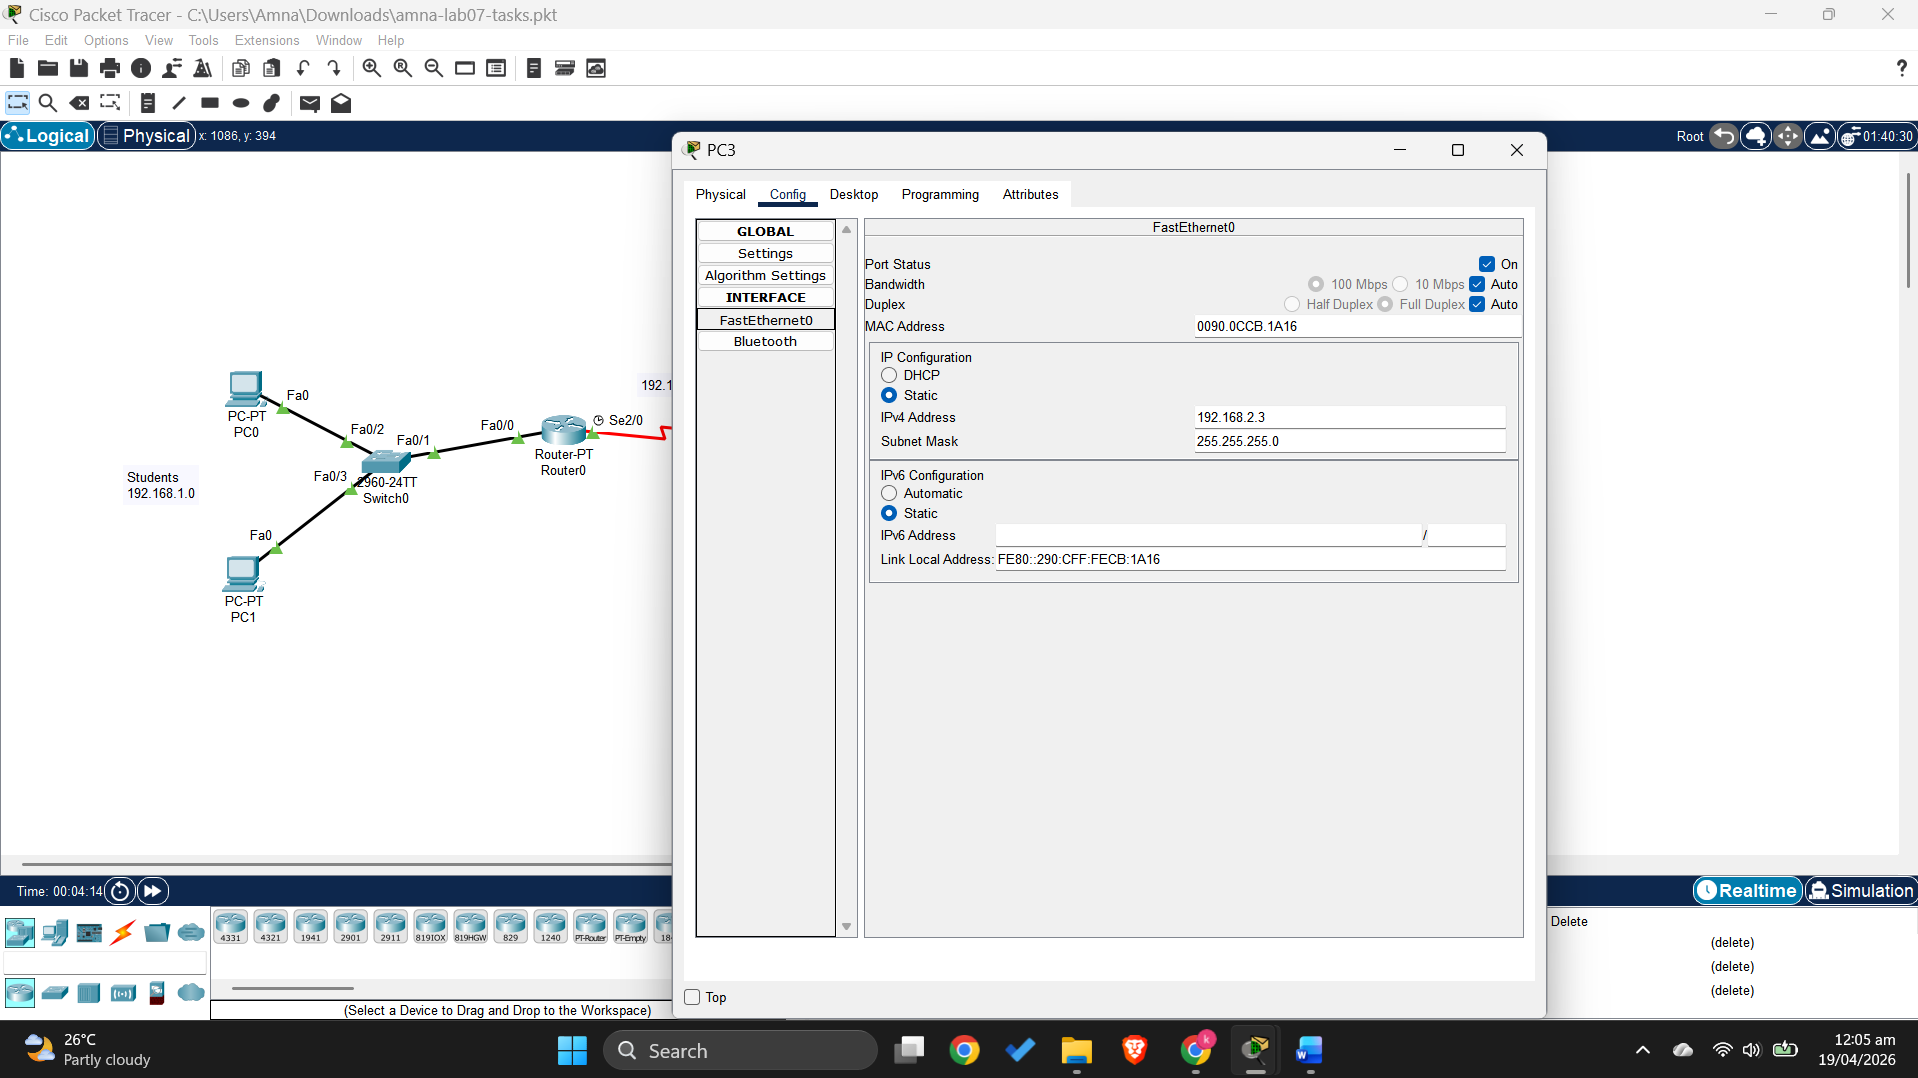 Cisco Packet Tracer - C:\Users\Amna\Downloads\amna-lab07-tasks.pkt
File Edit Options View Tools Extensions Window Help
?
Logical Physical x: 1086, y: 394
Root 01:40:30
PC3
Physical Config Desktop Programming Attributes
GLOBAL
Settings
Algorithm Settings
INTERFACE
FastEthernet0
Bluetooth
FastEthernet0
Port Status On
Bandwidth 100 Mbps 10 Mbps Auto
Duplex Half Duplex Full Duplex Auto
MAC Address 0090.0CCB.1A16
IP Configuration
DHCP
Static
IPv4 Address 192.168.2.3
Subnet Mask 255.255.255.0
IPv6 Configuration
Automatic
Static
IPv6 Address /
Link Local Address: FE80::290:CFF:FECB:1A16
Top
192.1
Fa0
PC-PT
PC0
Fa0/2
Fa0/1
Fa0/0
Se2/0
Router-PT
Router0
Students
192.168.1.0
Fa0/3
2960-24TT
Switch0
Fa0
PC-PT
PC1
Time: 00:04:14
Realtime Simulation
4331 4321 1941 2901 2911 819IOX 819HGW 829 1240 PT-Router PT-Empty 18
(Select a Device to Drag and Drop to the Workspace)
Delete
(delete)
(delete)
(delete)
26°C
Partly cloudy
Search
k
W
12:05 am
19/04/2026